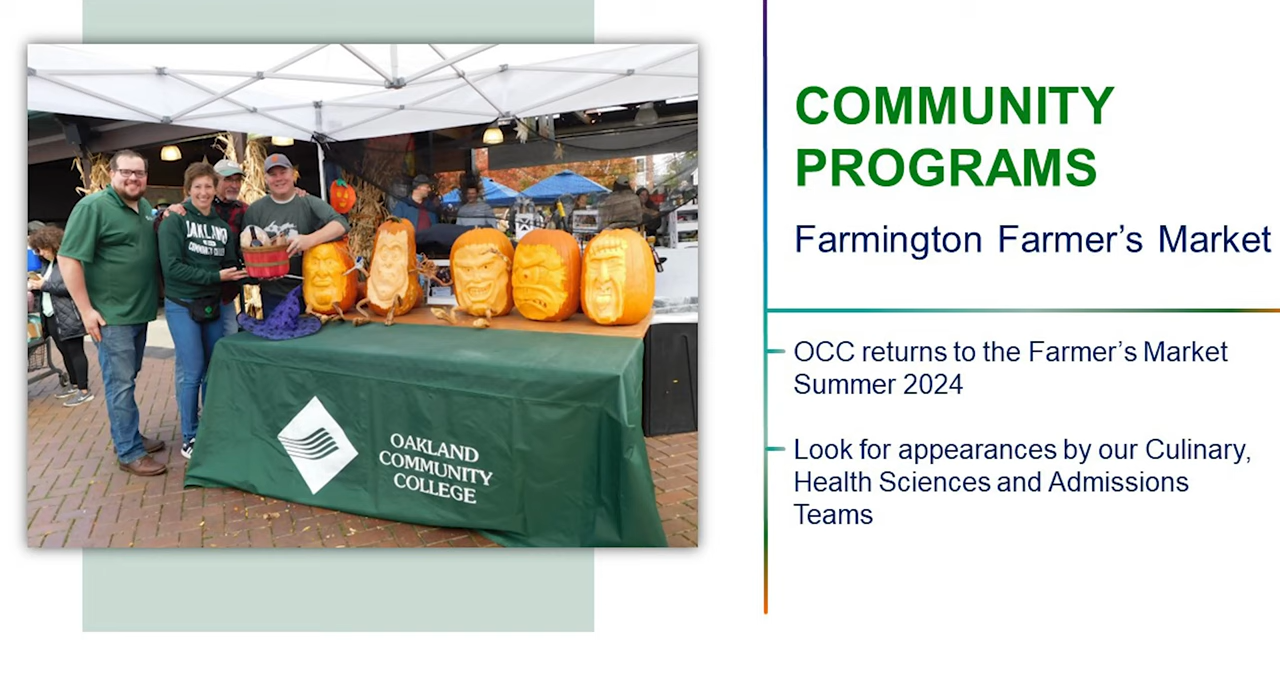 COMMUNITY
PROGRAMS
Farmington Farmer’s Market
OCC returns to the Farmer’s Market
Summer 2024
Look for appearances by our Culinary,
Health Sciences and Admissions
Teams
OAKLAND
COMMUNITY COLLEGE
OAKLAND
COMMUNITY
COLLEGE